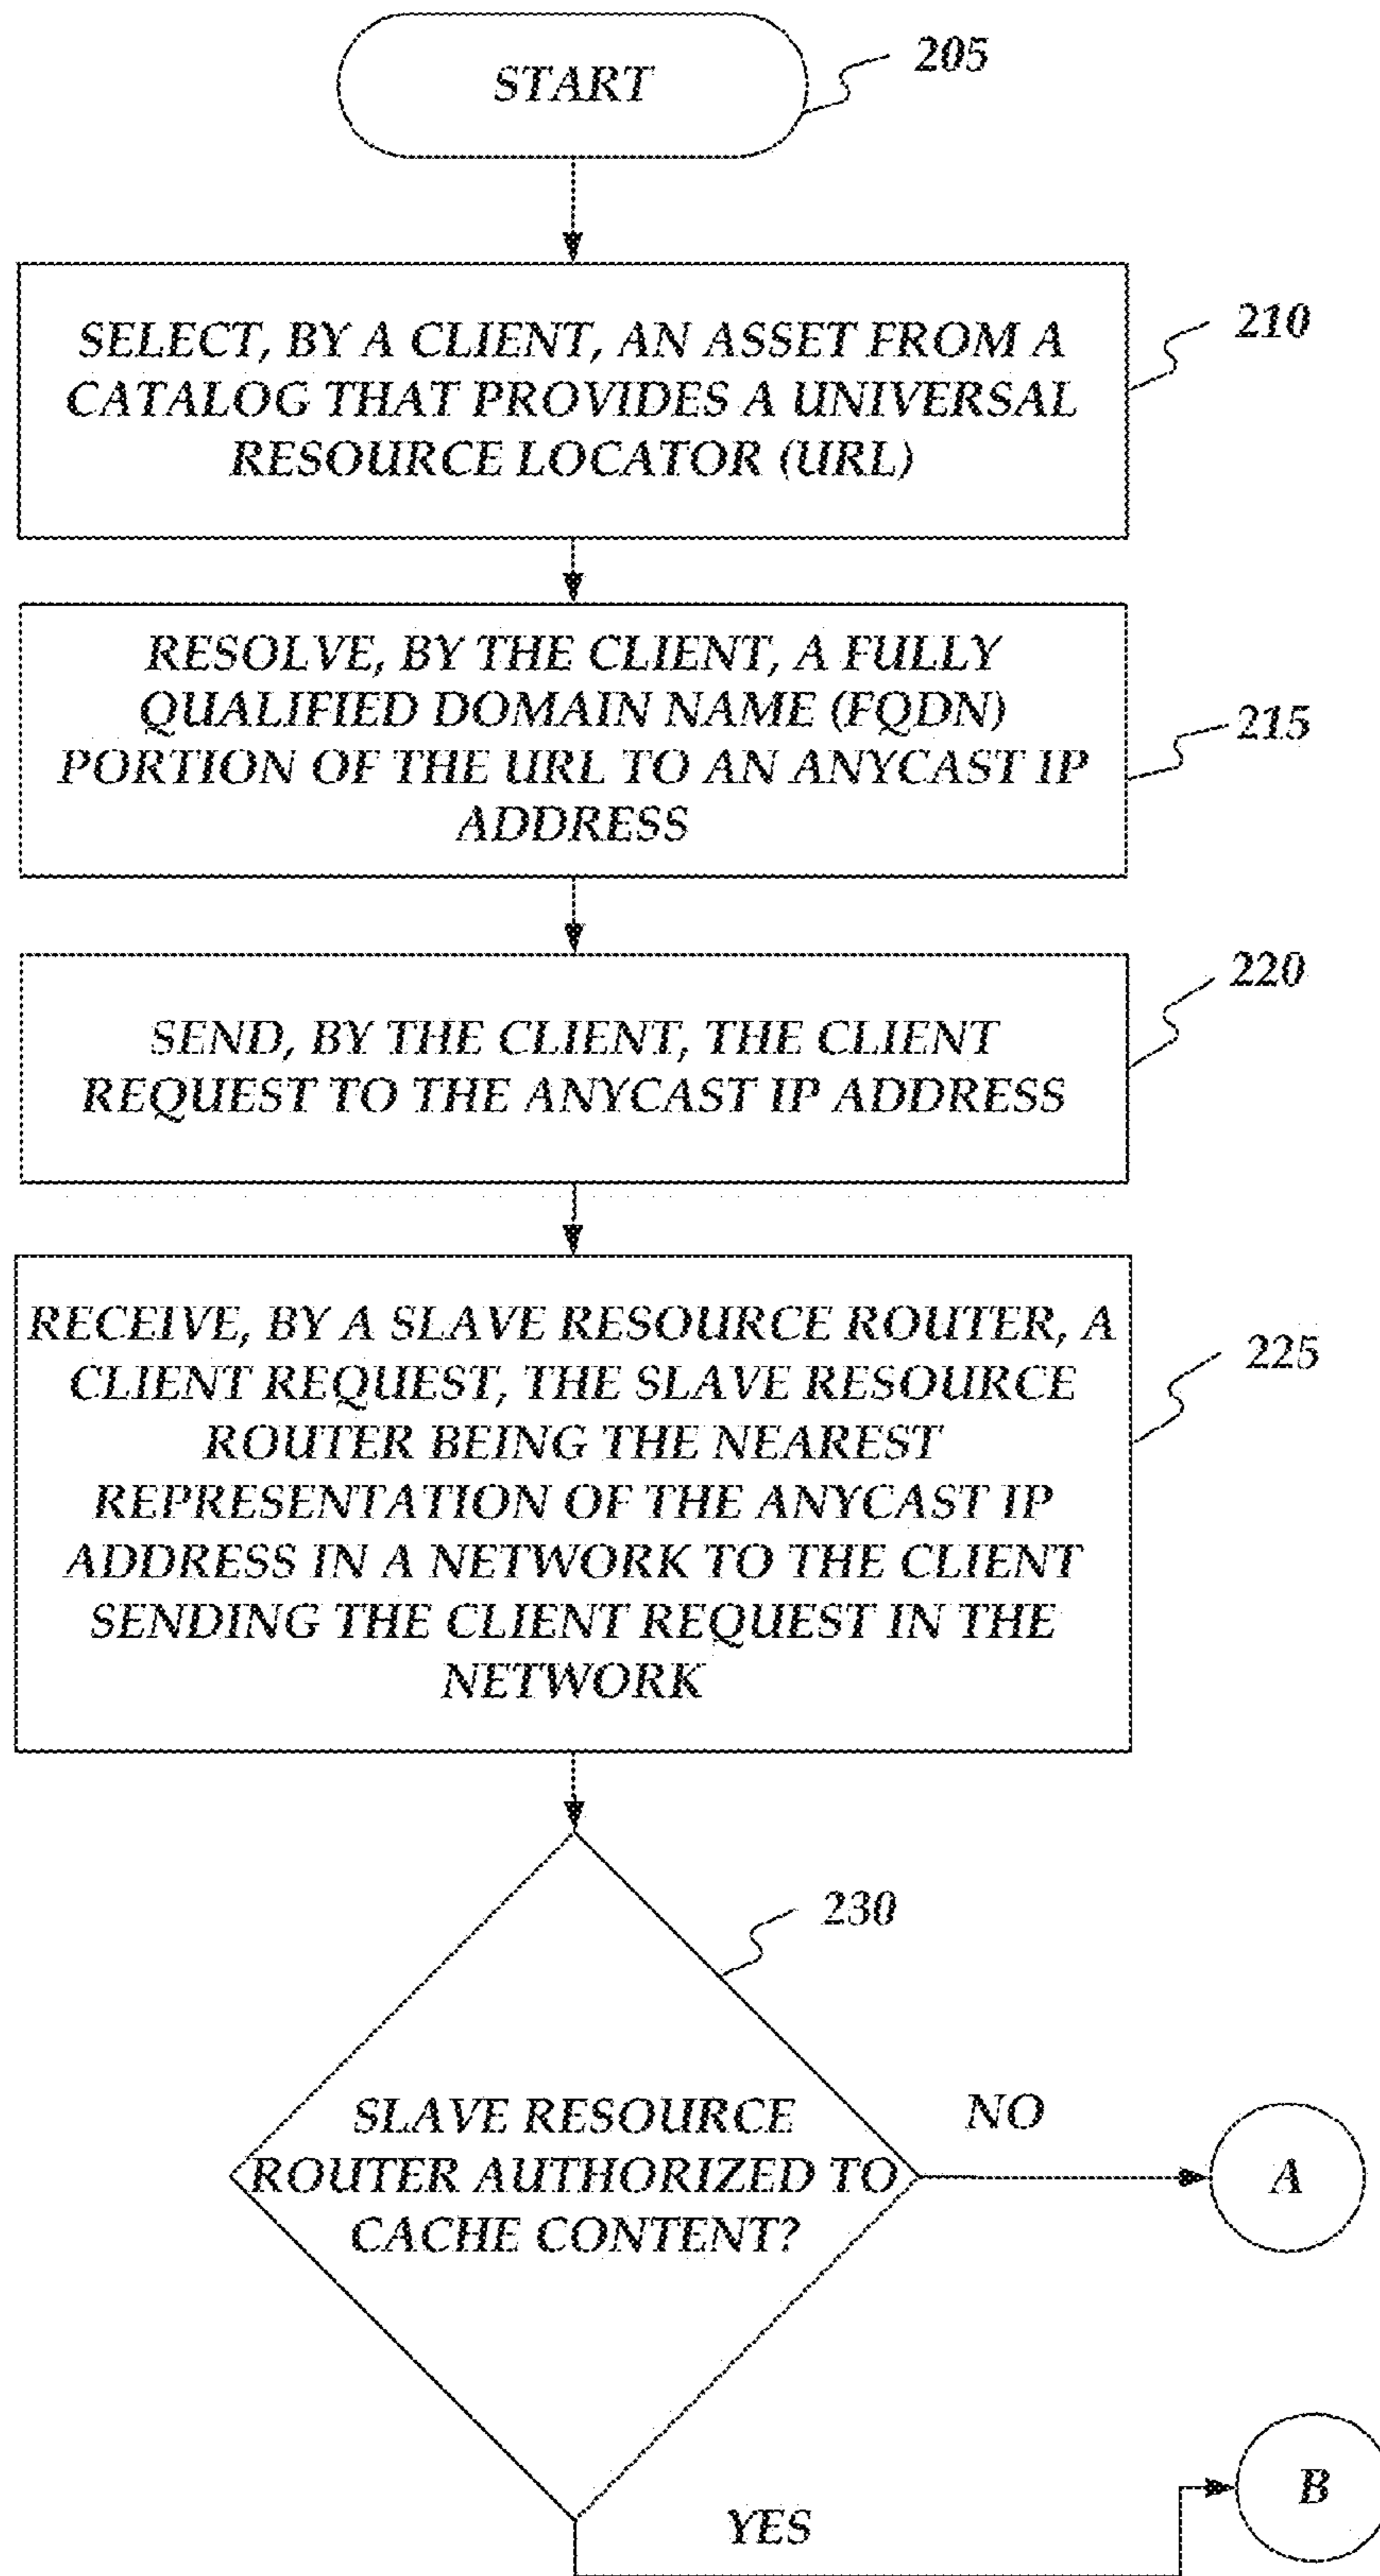 START
205
SELECT, BY A CLIENT, AN ASSET FROM A
CATALOG THAT PROVIDES A UNIVERSAL
RESOURCE LOCATOR (URL)
210
RESOLVE, BY THE CLIENT, A FULLY
QUALIFIED DOMAIN NAME (FQDN)
PORTION OF THE URL TO AN ANYCAST IP
ADDRESS
215
SEND, BY THE CLIENT, THE CLIENT
REQUEST TO THE ANYCAST IP ADDRESS
220
RECEIVE, BY A SLAVE RESOURCE ROUTER, A
CLIENT REQUEST, THE SLAVE RESOURCE
ROUTER BEING THE NEAREST
REPRESENTATION OF THE ANYCAST IP
ADDRESS IN A NETWORK TO THE CLIENT
SENDING THE CLIENT REQUEST IN THE
NETWORK
225
230
SLAVE RESOURCE
ROUTER AUTHORIZED TO
CACHE CONTENT?
NO
A
YES
B